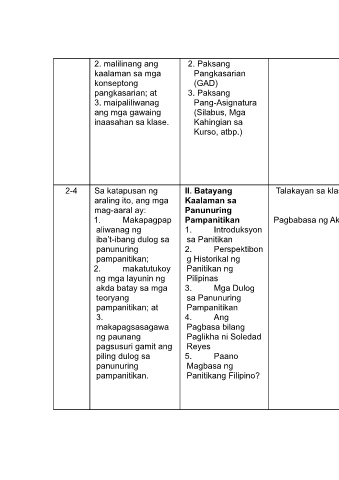 2. malilinang ang
kaalaman sa mga
konseptong
pangkasarian; at
3. maipaliliwanag
ang mga gawaing
inaasahan sa klase.
2. Paksang
Pangkasarian
(GAD)
3. Paksang
Pang-Asignatura
(Silabus, Mga
Kahingian sa
Kurso, atbp.)
2-4
Sa katapusan ng
araling ito, ang mga
mag-aaral ay:
1. Makapagpap
aliwanag ng
iba't-ibang dulog sa
panunuring
pampanitikan;
2. makatutukoy
ng mga layunin ng
akda batay sa mga
teoryang
pampanitikan; at
3.
makapagsasagawa
ng paunang
pagsusuri gamit ang
piling dulog sa
panunuring
pampanitikan.
II. Batayang
Kaalaman sa
Panunuring
Pampanitikan
1. Introduksyon
sa Panitikan
2. Perspektibon
g Historikal ng
Panitikan ng
Pilipinas
3. Mga Dulog
sa Panunuring
Pampanitikan
4. Ang
Pagbasa bilang
Paglikha ni Soledad
Reyes
5. Paano
Magbasa ng
Panitikang Filipino?
Talakayan sa kla
Pagbabasa ng Ak